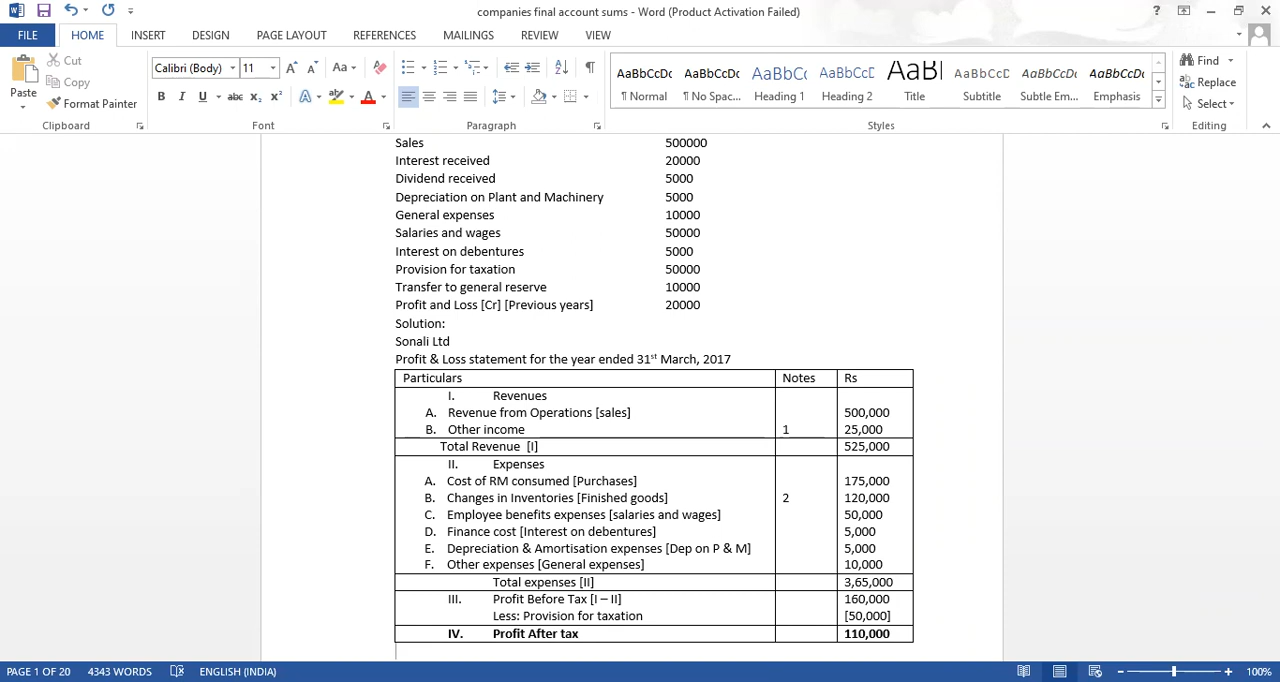 companies final account sums - Word (Product Activation Failed)
FILE HOME INSERT DESIGN PAGE LAYOUT REFERENCES MAILINGS REVIEW VIEW
Paste
Cut
Copy
Format Painter
Clipboard
Calibri (Body) 11
Font
Paragraph
AaBbCcDc AaBbCcDc AaBbCc AaBbCcE AaBl AaBbCcD AaBbCcDc AaBbCcDc
¶ Normal ¶ No Spac... Heading 1 Heading 2 Title Subtitle Subtle Em... Emphasis
Styles
Find
Replace
Select
Editing
Sales 500000
Interest received 20000
Dividend received 5000
Depreciation on Plant and Machinery 5000
General expenses 10000
Salaries and wages 50000
Interest on debentures 5000
Provision for taxation 50000
Transfer to general reserve 10000
Profit and Loss [Cr] [Previous years] 20000
Solution:
Sonali Ltd
Profit & Loss statement for the year ended 31st March, 2017
Particulars Notes Rs
I. Revenues
A. Revenue from Operations [sales] 500,000
B. Other income 1 25,000
Total Revenue [I] 525,000
II. Expenses
A. Cost of RM consumed [Purchases] 175,000
B. Changes in Inventories [Finished goods] 2 120,000
C. Employee benefits expenses [salaries and wages] 50,000
D. Finance cost [Interest on debentures] 5,000
E. Depreciation & Amortisation expenses [Dep on P & M] 5,000
F. Other expenses [General expenses] 10,000
Total expenses [II] 3,65,000
III. Profit Before Tax [I – II] 160,000
Less: Provision for taxation [50,000]
IV. Profit After tax 110,000
PAGE 1 OF 20 4343 WORDS ENGLISH (INDIA) 100%